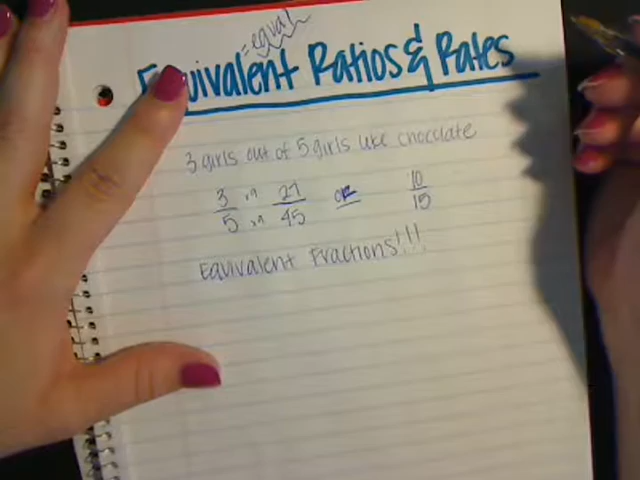 = equal
Equivalent Ratios & Rates
3 girls out of 5 girls like chocolate
3/5 27/45 OR 10/15
Equivalent Fractions!!!